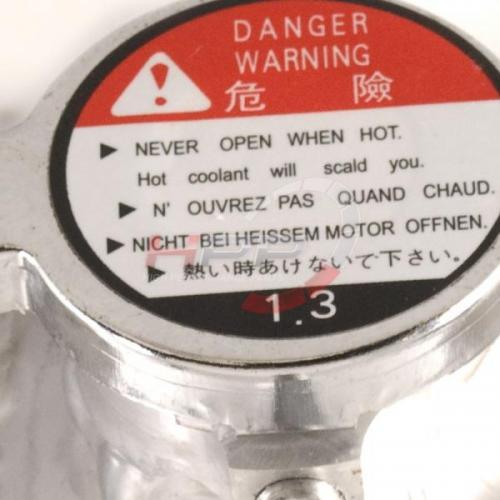 DANGER
WARNING
危 險
▶ NEVER OPEN WHEN HOT.
Hot coolant will scald you.
▶ N' OUVREZ PAS QUAND CHAUD.
▶ NICHT BEI HEISSEM MOTOR OFFNEN.
▶ 熱い時あけないで下さい。
1.3